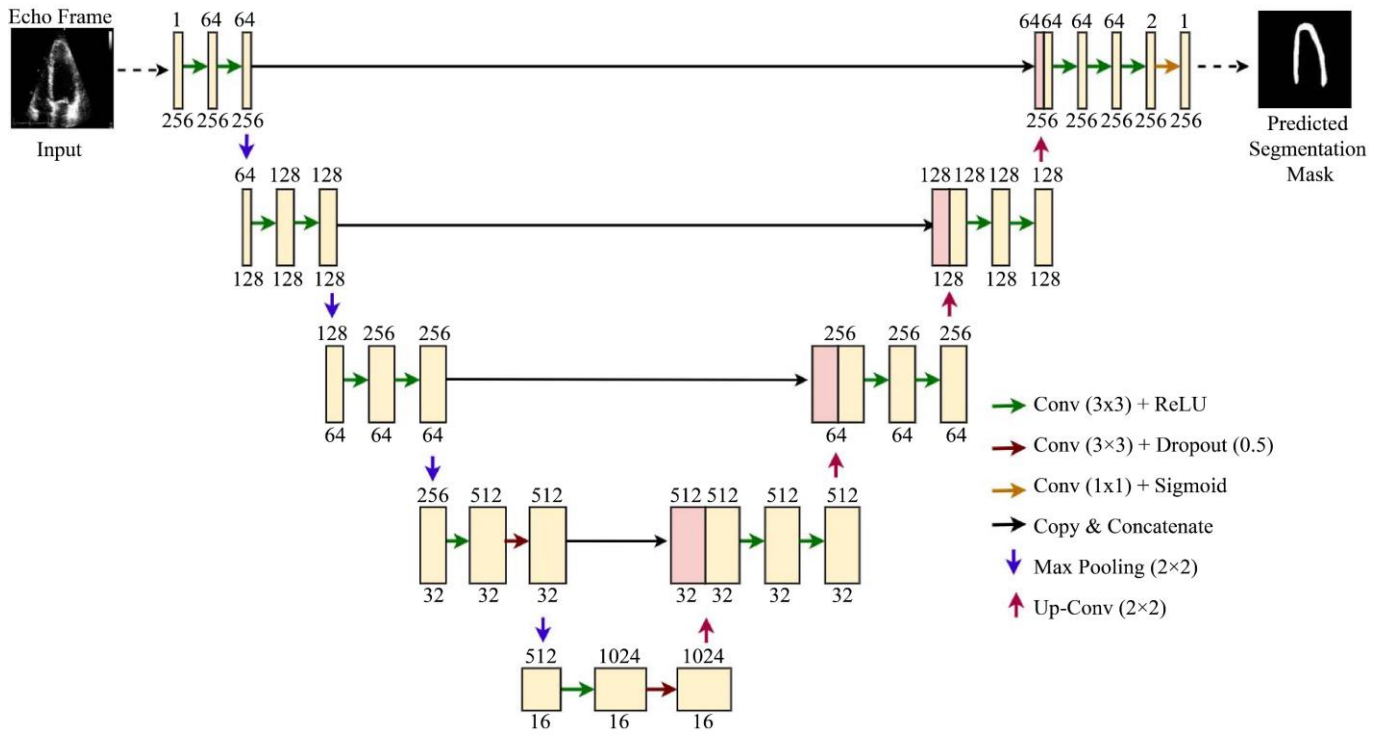 Echo Frame
1 64 64
64 64 64 64 2 1
256 256 256
256 256 256 256 256
Input
Predicted
Segmentation
Mask
64 128 128
128 128 128 128
128 128 128
128 128 128
128 256 256
256 256 256
64 64 64
64 64 64
Conv (3x3) + ReLU
Conv (3×3) + Dropout (0.5)
Conv (1x1) + Sigmoid
Copy & Concatenate
Max Pooling (2×2)
Up-Conv (2×2)
256 512 512
512 512 512 512
32 32 32
32 32 32 32
512 1024 1024
16 16 16